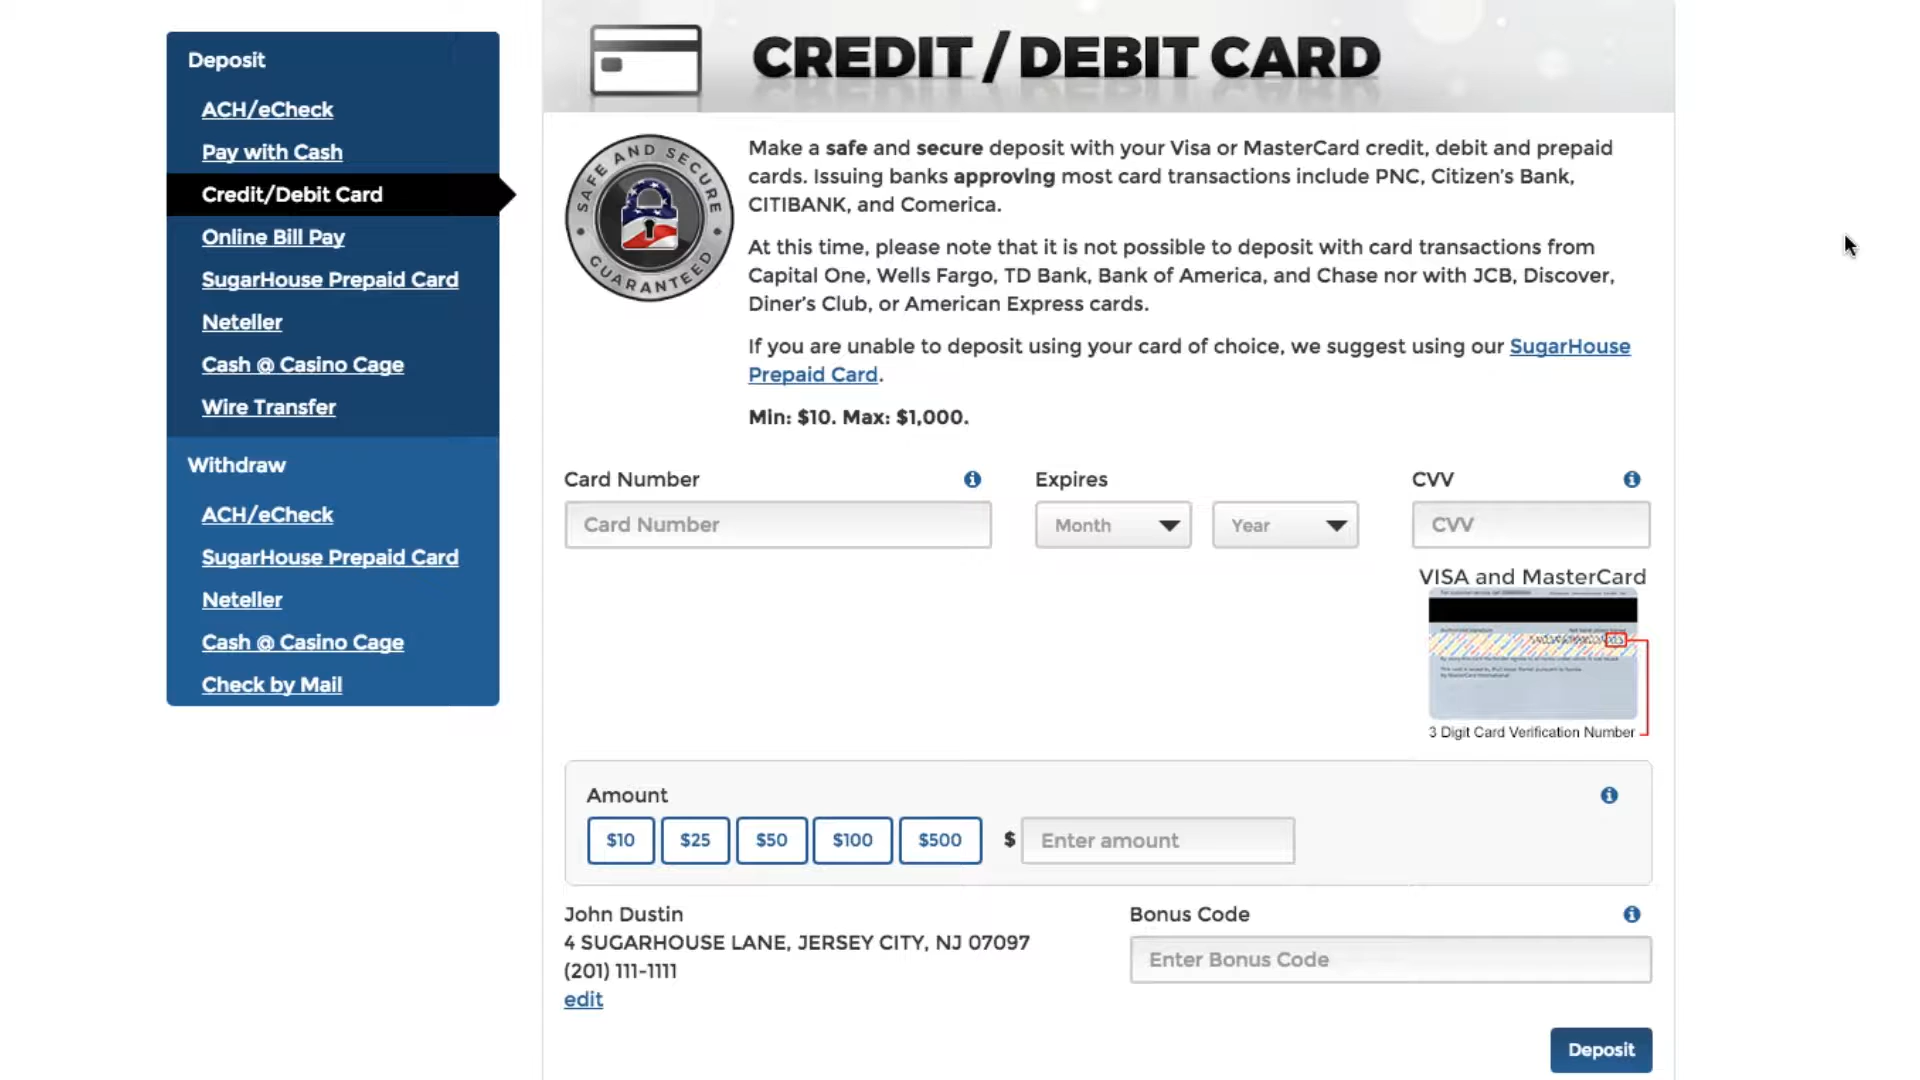 Deposit
ACH/eCheck
Pay with Cash
Credit/Debit Card
Online Bill Pay
SugarHouse Prepaid Card
Neteller
Cash @ Casino Cage
Wire Transfer
Withdraw
ACH/eCheck
SugarHouse Prepaid Card
Neteller
Cash @ Casino Cage
Check by Mail
CREDIT / DEBIT CARD
SAFE AND SECURE
GUARANTEED
Make a safe and secure deposit with your Visa or MasterCard credit, debit and prepaid
cards. Issuing banks approving most card transactions include PNC, Citizen's Bank,
CITIBANK, and Comerica.
At this time, please note that it is not possible to deposit with card transactions from
Capital One, Wells Fargo, TD Bank, Bank of America, and Chase nor with JCB, Discover,
Diner's Club, or American Express cards.
If you are unable to deposit using your card of choice, we suggest using our SugarHouse
Prepaid Card.
Min: $10. Max: $1,000.
Card Number
Card Number
Expires
Month
Year
CVV
CVV
VISA and MasterCard
3 Digit Card Verification Number
Amount
$10
$25
$50
$100
$500
$
Enter amount
John Dustin
4 SUGARHOUSE LANE, JERSEY CITY, NJ 07097
(201) 111-1111
edit
Bonus Code
Enter Bonus Code
Deposit